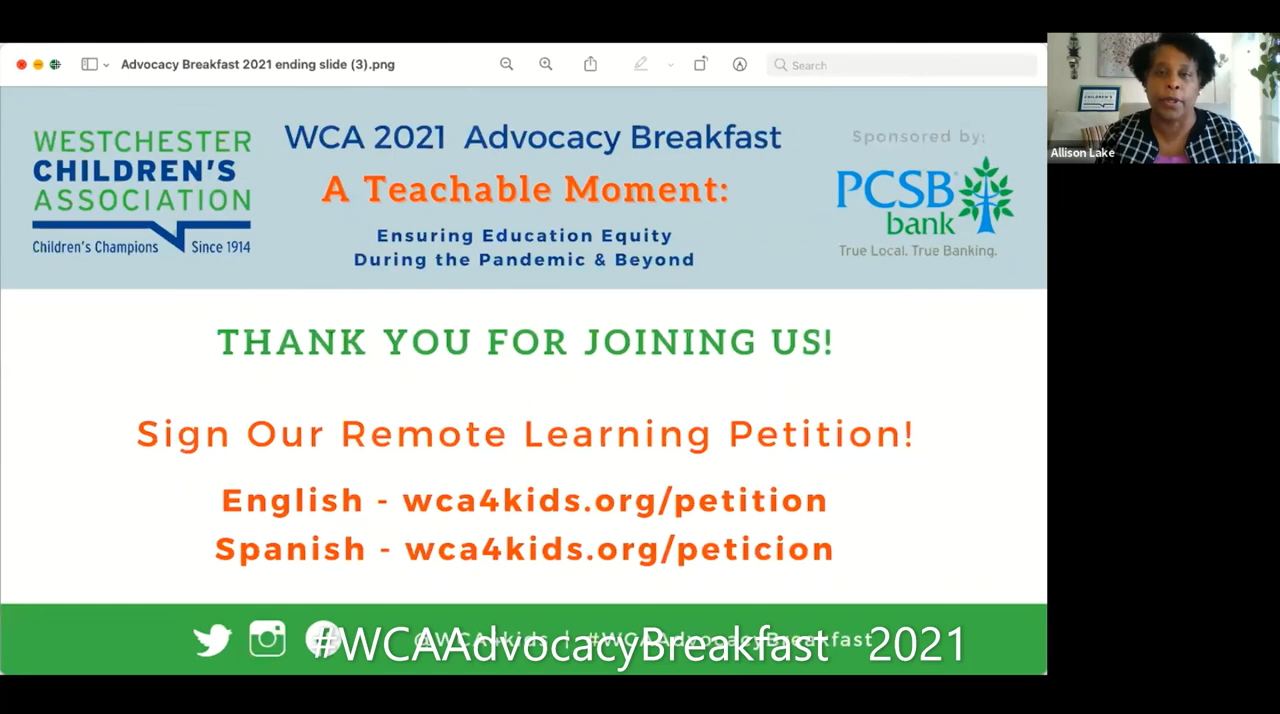 Advocacy Breakfast 2021 ending slide (3).png
Search
WESTCHESTER
CHILDREN'S
ASSOCIATION
Children's Champions Since 1914
WCA 2021 Advocacy Breakfast
A Teachable Moment:
Ensuring Education Equity
During the Pandemic & Beyond
Sponsored by:
PCSB
bank
True Local. True Banking.
Allison Lake
THANK YOU FOR JOINING US!
Sign Our Remote Learning Petition!
English - wca4kids.org/petition
Spanish - wca4kids.org/peticion
@WCA4kids | #WCAAdvocacyBreakfast
#WCAAdvocacyBreakfast 2021